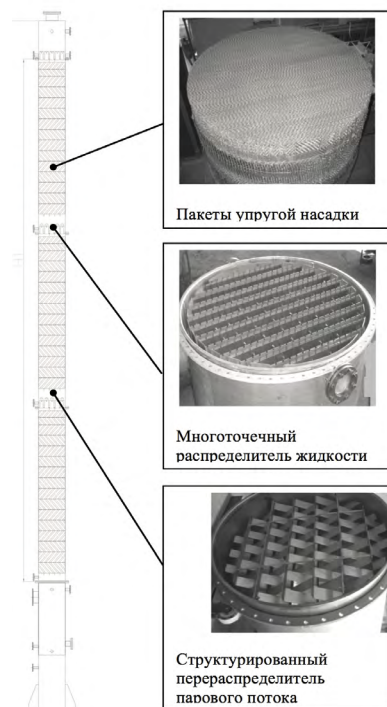 Пакеты упругой насадки
Многоточечный
распределитель жидкости
Структурированный
перераспределитель
парового потока